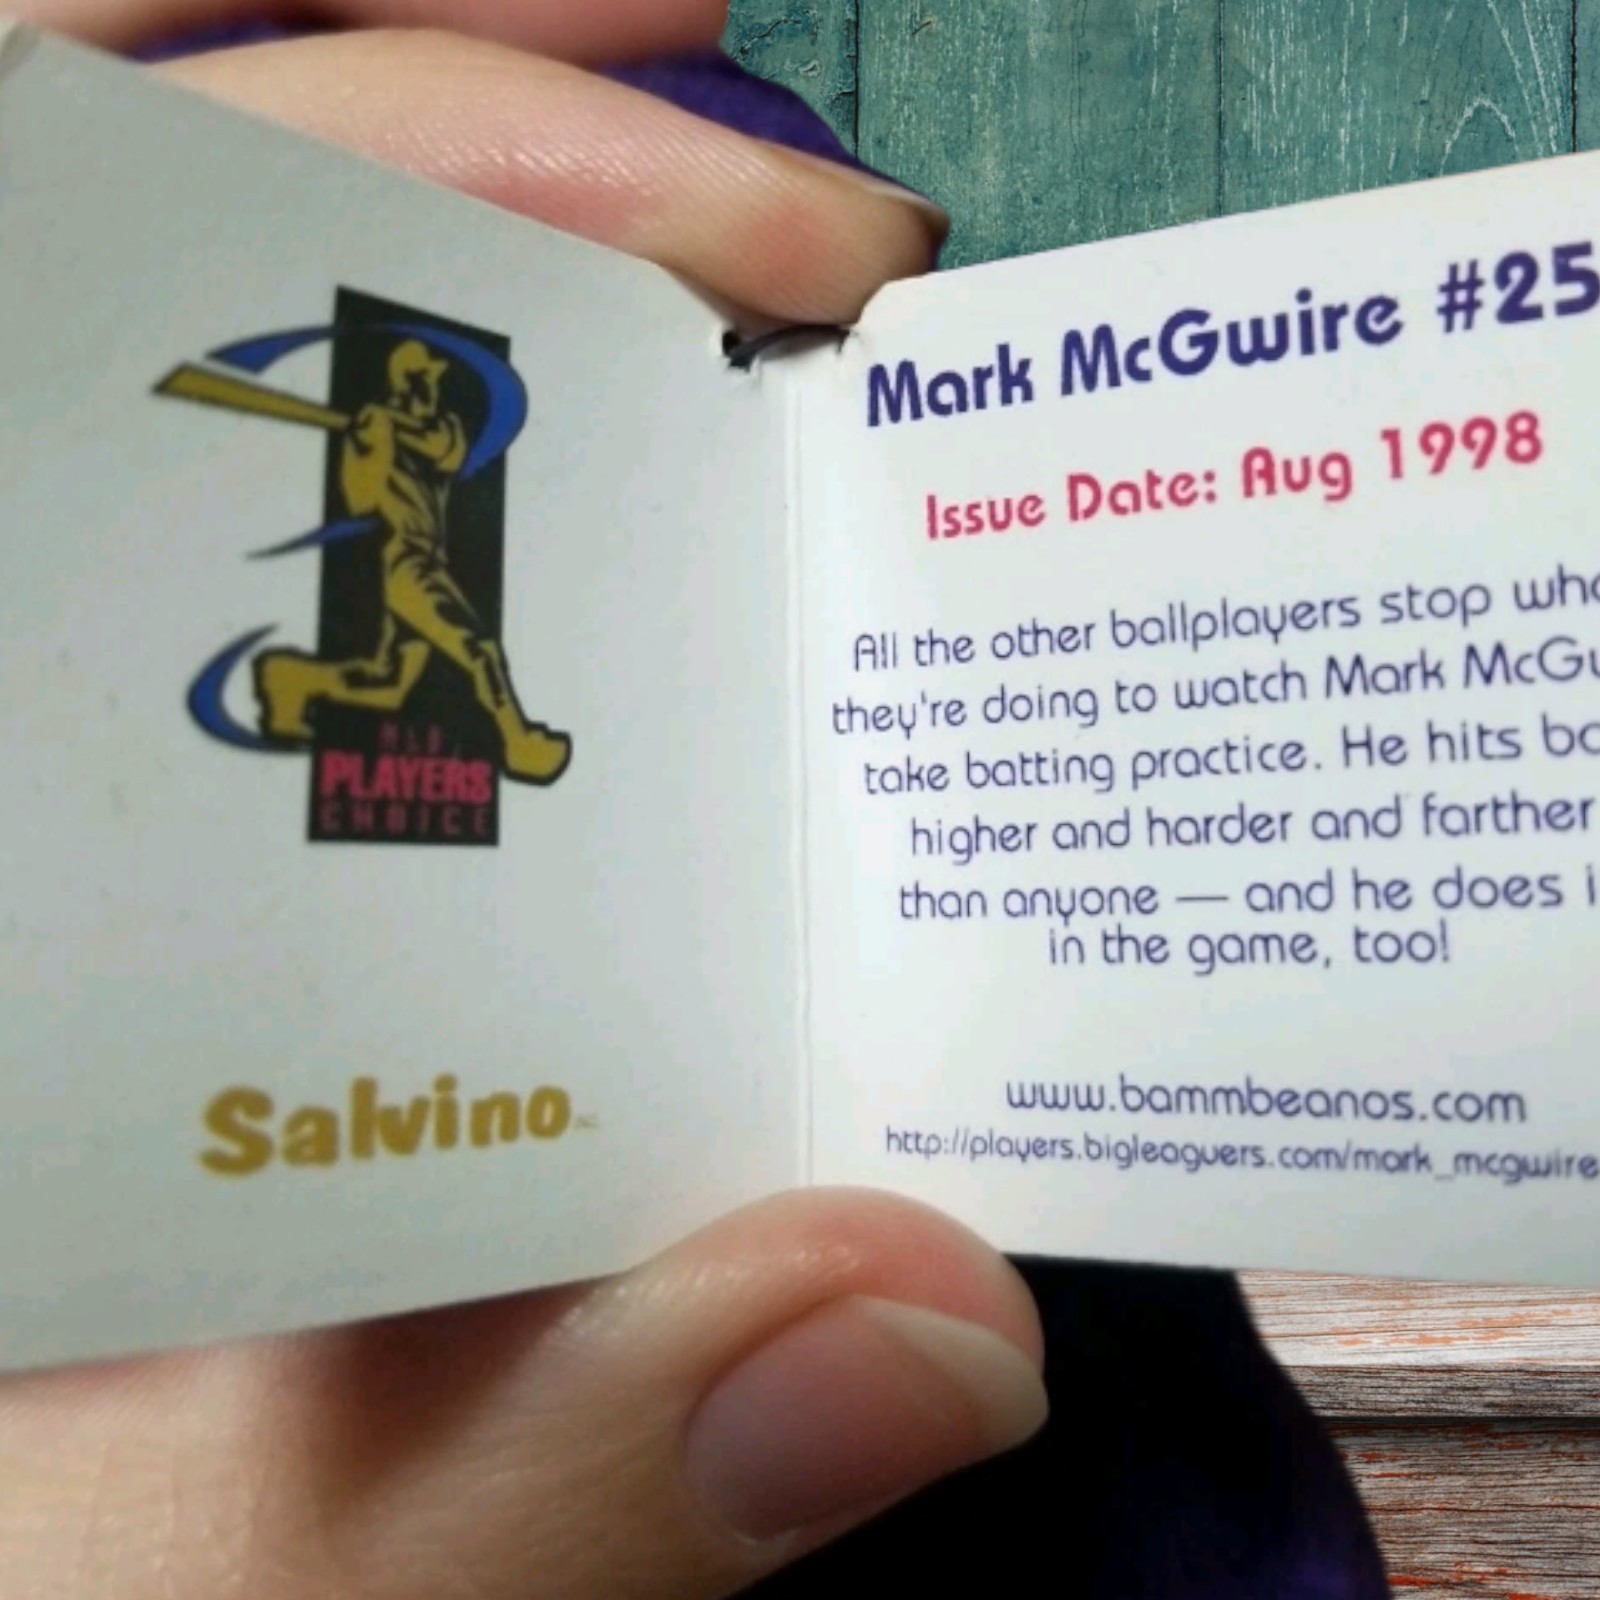 MLB
PLAYERS
CHOICE
Salvino
Mark McGwire #25
Issue Date: Aug 1998
All the other ballplayers stop
they're doing to watch Mark
take batting practice. He hits
higher and harder and farther
than anyone — and he does
in the game, too!
www.bammbeanos.com
http://players.bigleaguers.com/mark_mcgwire